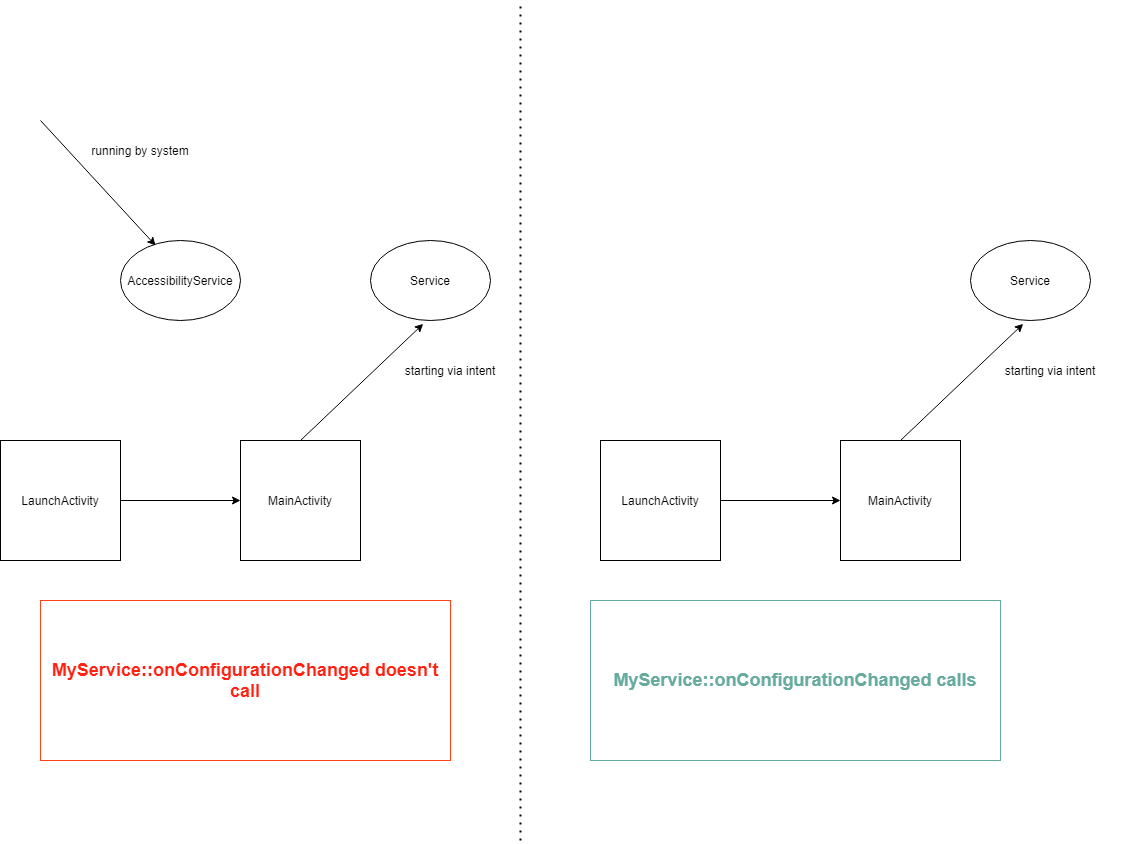 running by system
AccessibilityService
Service
starting via intent
LaunchActivity
MainActivity
MyService::onConfigurationChanged doesn't
call
Service
starting via intent
LaunchActivity
MainActivity
MyService::onConfigurationChanged calls